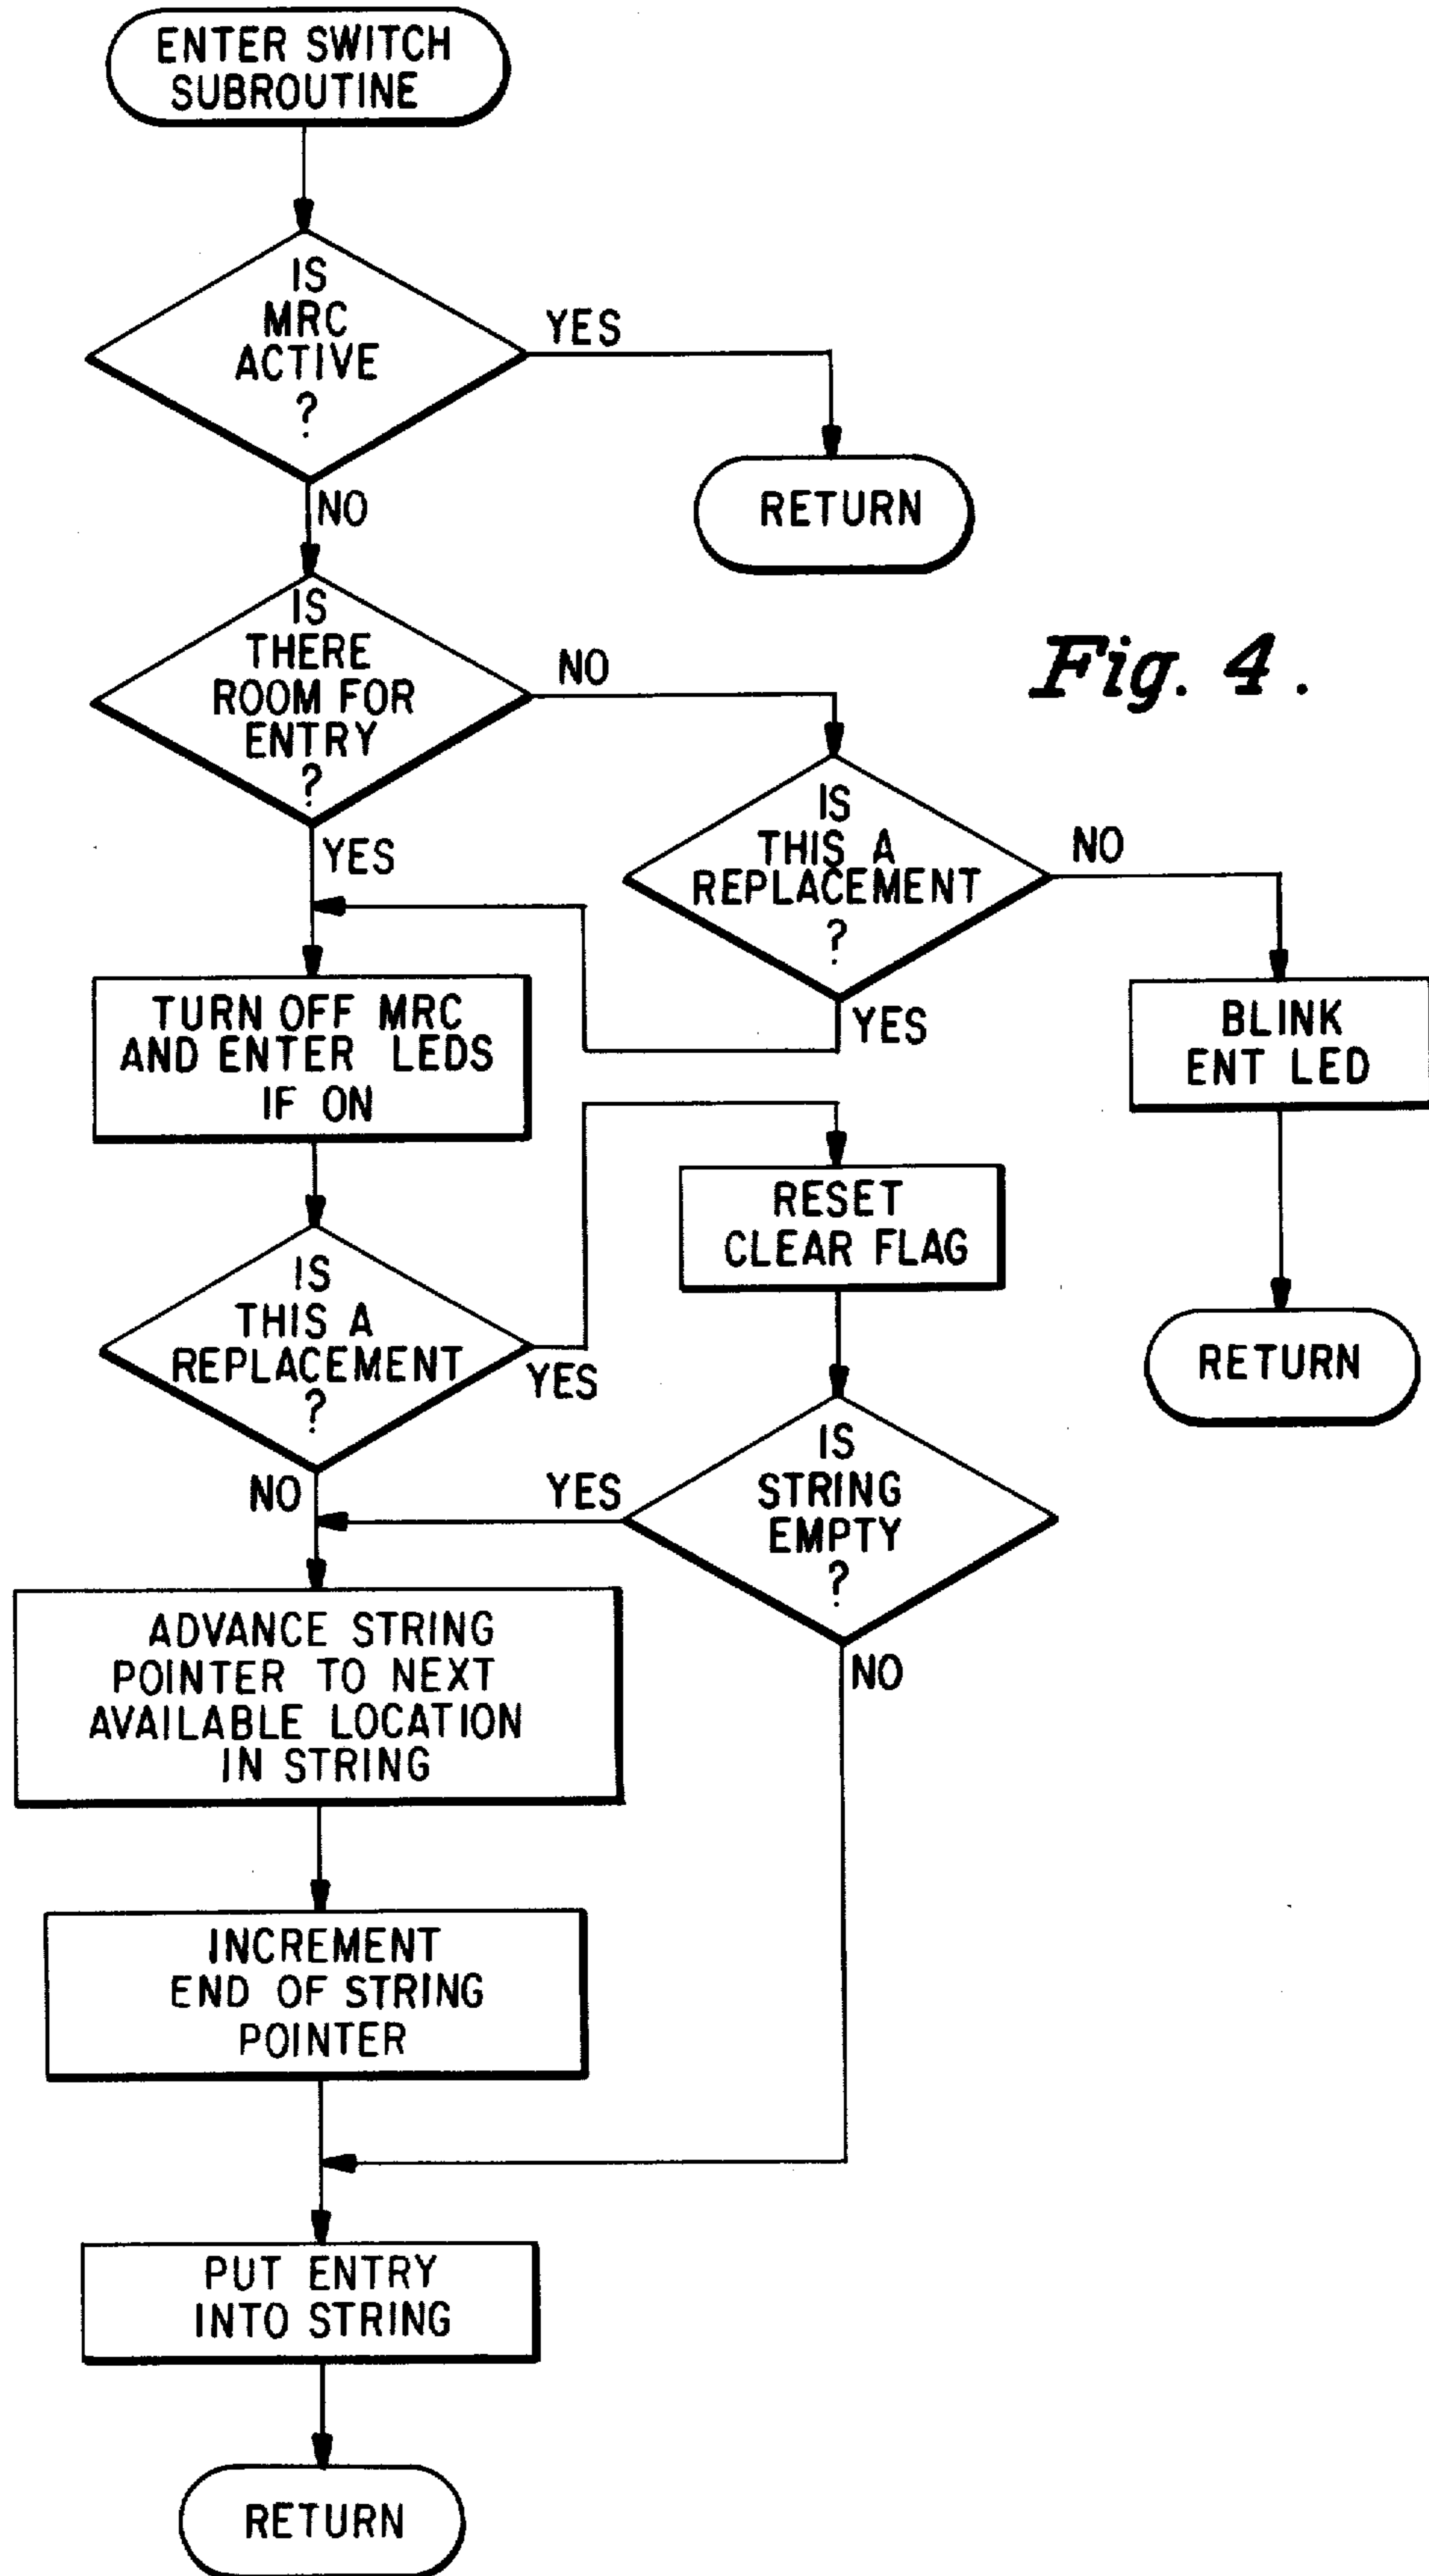 ENTER SWITCH
SUBROUTINE
IS
MRC
ACTIVE
?
YES
RETURN
NO
IS
THERE
ROOM FOR
ENTRY
?
NO
Fig. 4.
IS
THIS A
REPLACEMENT
?
NO
YES
YES
TURN OFF MRC
AND ENTER LEDS
IF ON
BLINK
ENT LED
RESET
CLEAR FLAG
IS
THIS A
REPLACEMENT
?
YES
RETURN
NO
IS
STRING
EMPTY
?
YES
NO
ADVANCE STRING
POINTER TO NEXT
AVAILABLE LOCATION
IN STRING
INCREMENT
END OF STRING
POINTER
PUT ENTRY
INTO STRING
RETURN